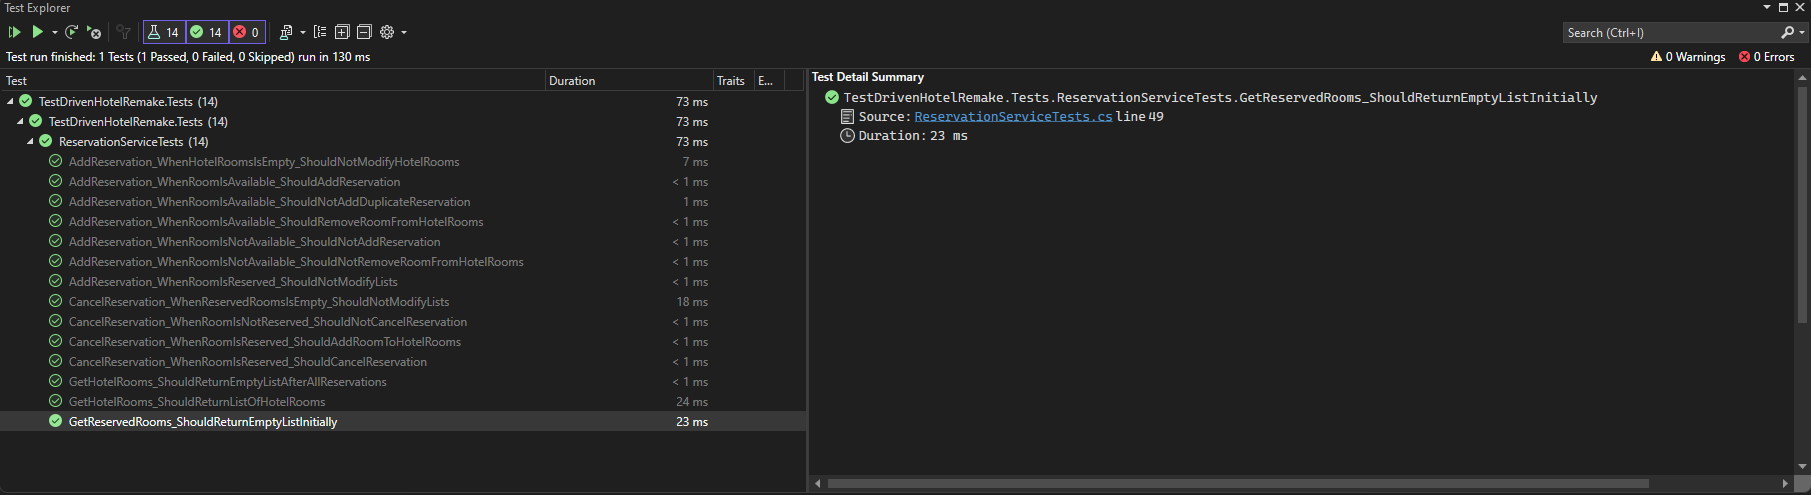 Test Explorer
14 14 0
Search (Ctrl+I)
Test run finished: 1 Tests (1 Passed, 0 Failed, 0 Skipped) run in 130 ms
0 Warnings 0 Errors
Test Duration Traits E...
TestDrivenHotelRemake.Tests (14) 73 ms
TestDrivenHotelRemake.Tests (14) 73 ms
ReservationServiceTests (14) 73 ms
AddReservation_WhenHotelRoomsIsEmpty_ShouldNotModifyHotelRooms 7 ms
AddReservation_WhenRoomIsAvailable_ShouldAddReservation < 1 ms
AddReservation_WhenRoomIsAvailable_ShouldNotAddDuplicateReservation 1 ms
AddReservation_WhenRoomIsAvailable_ShouldRemoveRoomFromHotelRooms < 1 ms
AddReservation_WhenRoomIsNotAvailable_ShouldNotAddReservation < 1 ms
AddReservation_WhenRoomIsNotAvailable_ShouldNotRemoveRoomFromHotelRooms < 1 ms
AddReservation_WhenRoomIsReserved_ShouldNotModifyLists < 1 ms
CancelReservation_WhenReservedRoomsIsEmpty_ShouldNotModifyLists 18 ms
CancelReservation_WhenRoomIsNotReserved_ShouldNotCancelReservation < 1 ms
CancelReservation_WhenRoomIsReserved_ShouldAddRoomToHotelRooms < 1 ms
CancelReservation_WhenRoomIsReserved_ShouldCancelReservation < 1 ms
GetHotelRooms_ShouldReturnEmptyListAfterAllReservations < 1 ms
GetHotelRooms_ShouldReturnListOfHotelRooms 24 ms
GetReservedRooms_ShouldReturnEmptyListInitially 23 ms
Test Detail Summary
TestDrivenHotelRemake.Tests.ReservationServiceTests.GetReservedRooms_ShouldReturnEmptyListInitially
Source: ReservationServiceTests.cs line 49
Duration: 23 ms